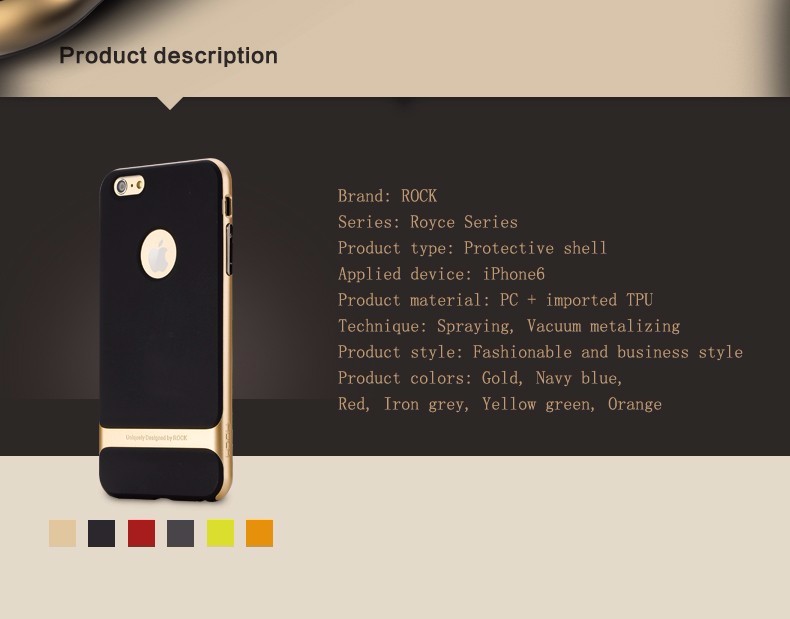 Product description
Brand: ROCK
Series: Royce Series
Product type: Protective shell
Applied device: iPhone6
Product material: PC + imported TPU
Technique: Spraying, Vacuum metalizing
Product style: Fashionable and business style
Product colors: Gold, Navy blue,
Red, Iron grey, Yellow green, Orange
Uniquely Designed by ROCK